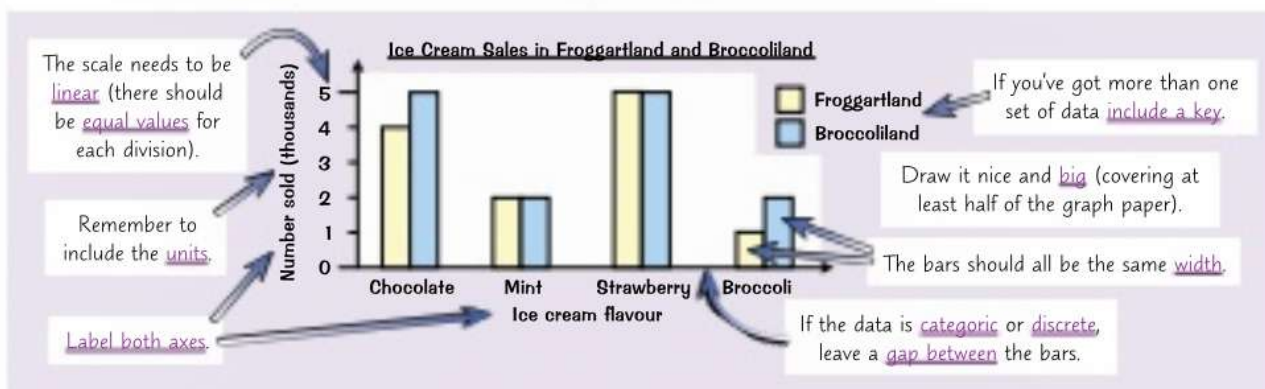 Ice Cream Sales in Froggartland and Broccoliland
The scale needs to be
linear (there should
be equal values for
each division).
Remember to
include the units.
Label both axes.
Number sold (thousands)
5
4
3
2
1
0
Chocolate Mint Strawberry Broccoli
Ice cream flavour
Froggartland
Broccoliland
If you've got more than one
set of data include a key.
Draw it nice and big (covering at
least half of the graph paper).
The bars should all be the same width.
If the data is categoric or discrete,
leave a gap between the bars.